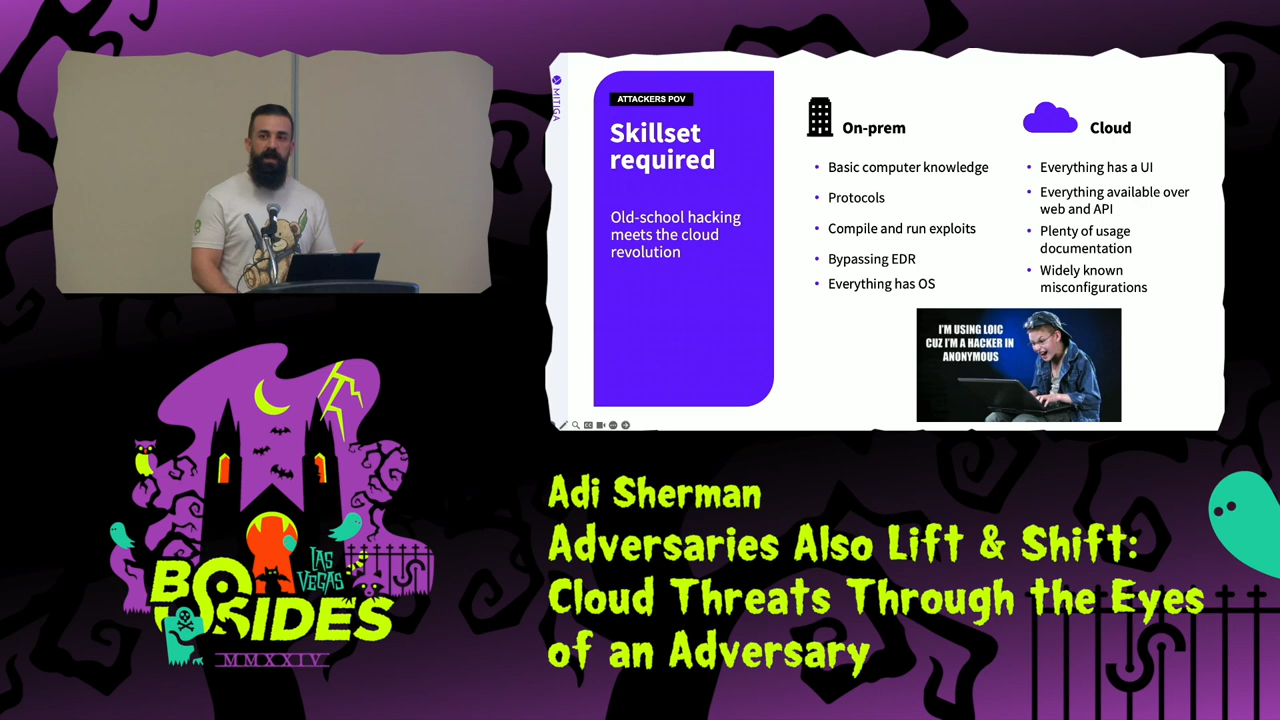 MITIGA
ATTACKERS POV
Skillset
required
Old-school hacking
meets the cloud
revolution
On-prem
• Basic computer knowledge
• Protocols
• Compile and run exploits
• Bypassing EDR
• Everything has OS
Cloud
• Everything has a UI
• Everything available over
web and API
• Plenty of usage
documentation
• Widely known
misconfigurations
I'M USING LOIC
CUZ I'M A HACKER IN
ANONYMOUS
LAS
VEGAS
BSIDES
MMXXIV
Adi Sherman
Adversaries Also Lift & Shift:
Cloud Threats Through the Eyes
of an Adversary